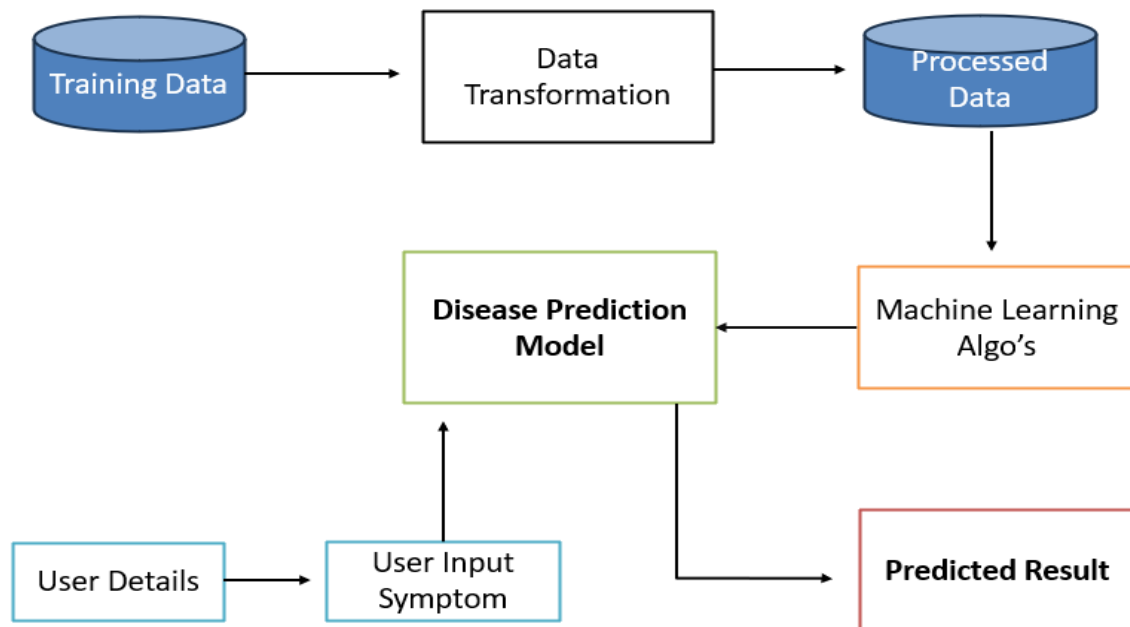 Training Data
Data
Transformation
Processed
Data
Disease Prediction
Model
Machine Learning
Algo’s
User Details
User Input
Symptom
Predicted Result